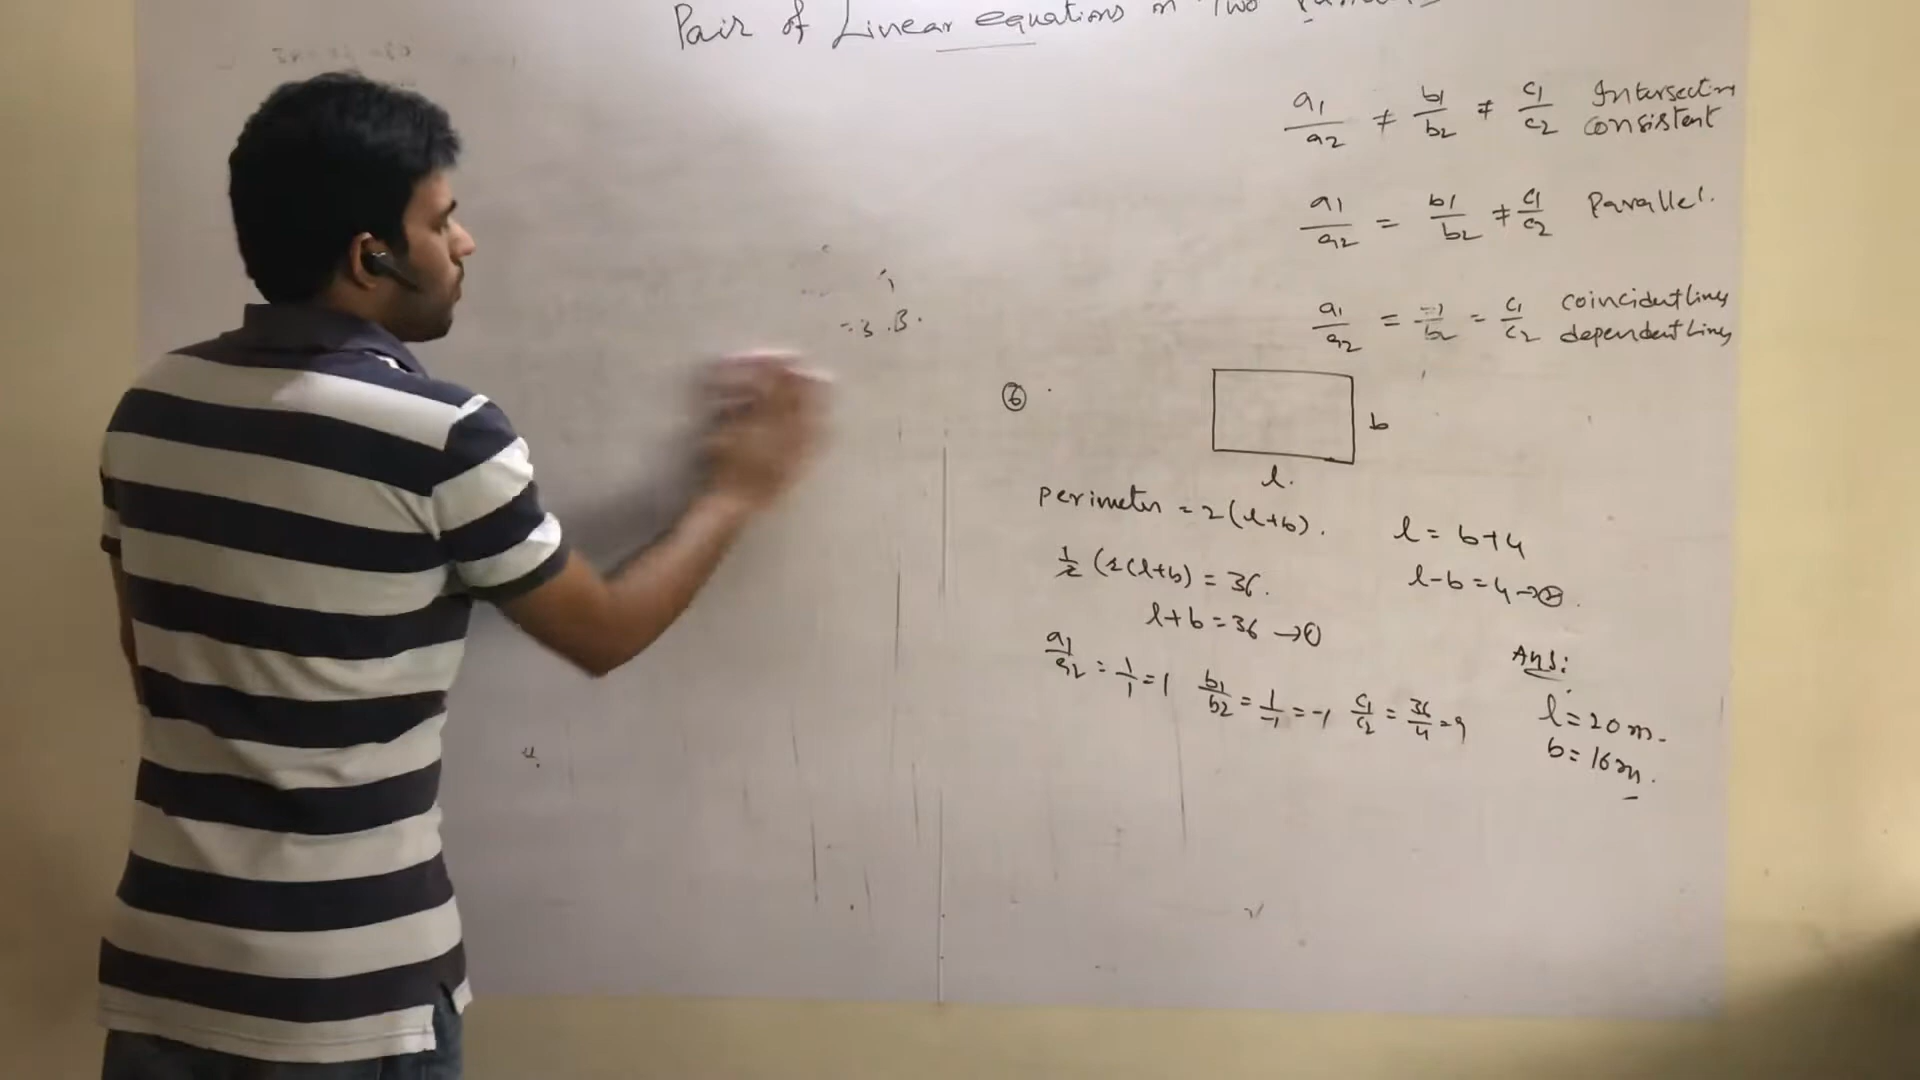 Pair of Linear equations in Two
a1/a2 ≠ b1/b2 ≠ c1/c2 Intersecting
consistent
a1/a2 = b1/b2 ≠ c1/c2 Parallel.
a1/a2 = b1/b2 = c1/c2 coincident lines
dependent lines
⑥
b
l.
perimeter = 2(l+b).
1/2 (2(l+b) = 36.
l+b = 36 → ①
l = b+4
l-b = 4 → ②.
a1/a2 = 1/1 = 1 b1/b2 = 1/-1 = -1 c1/c2 = 36/4 = 9
Ans:
l = 20 m.
b = 16 m.